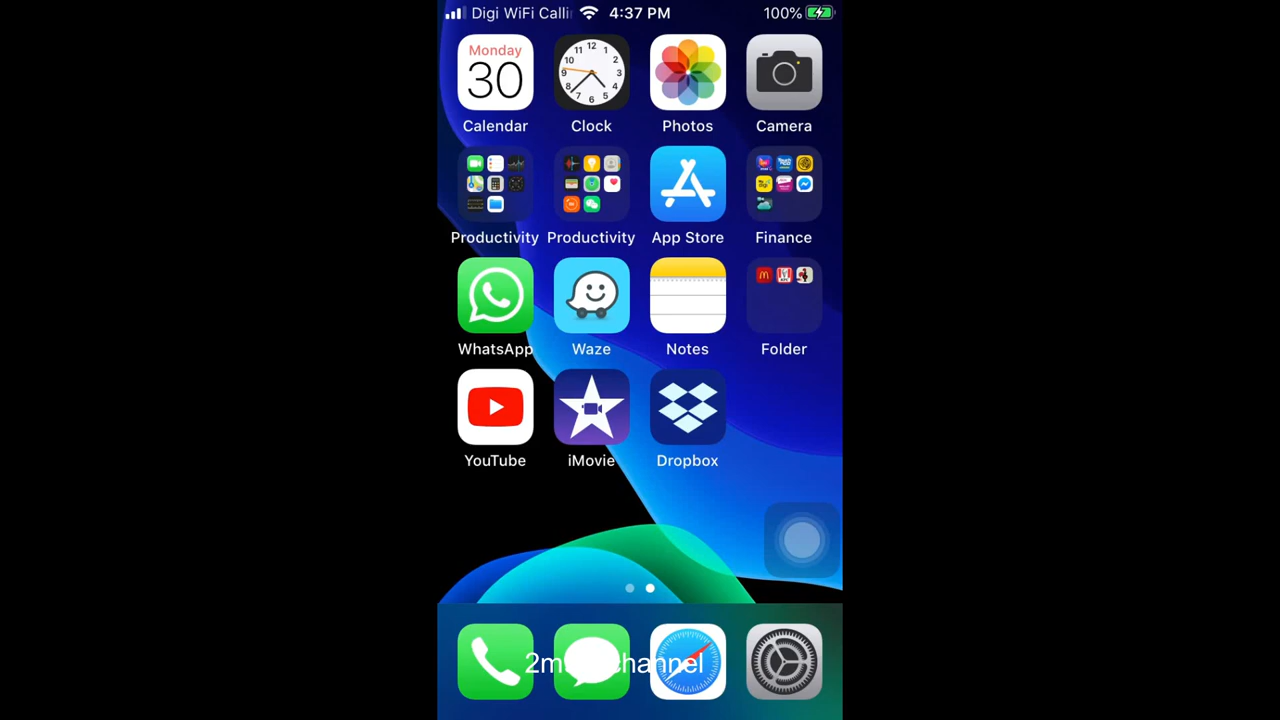 Digi WiFi Calli 4:37 PM 100%
Monday
30
Calendar Clock Photos Camera
Productivity Productivity App Store Finance
WhatsApp Waze Notes Folder
YouTube iMovie Dropbox
channel